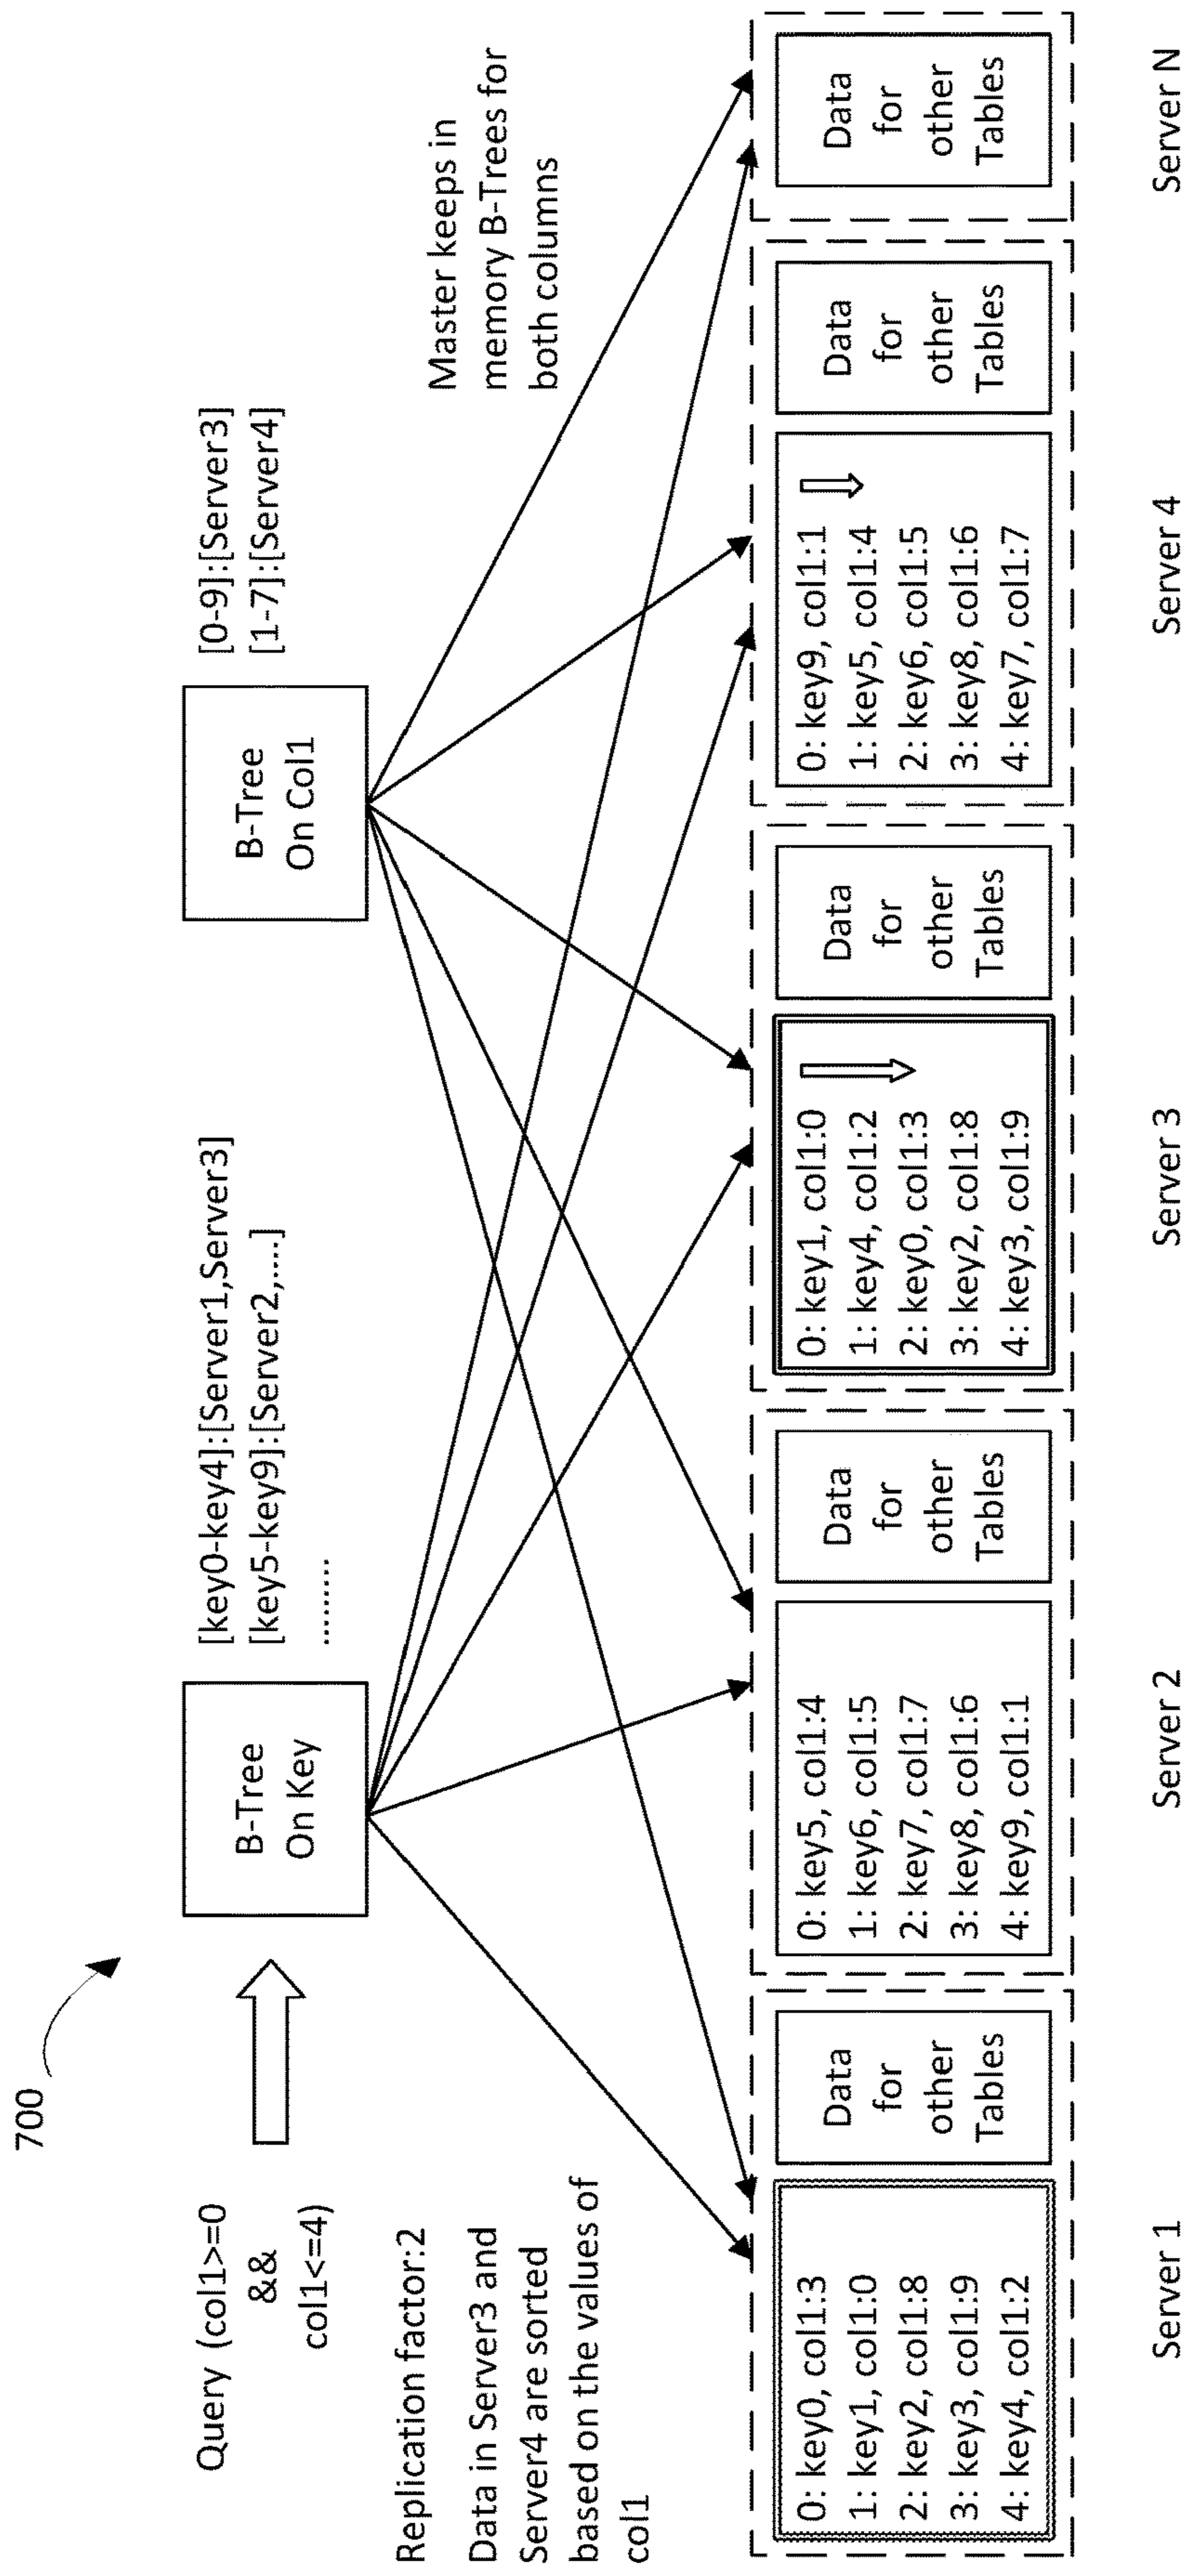 700
Query (col1>=0
&&
col1<=4)
B-Tree
On Key
[key0-key4]:[Server1,Server3]
[key5-key9]:[Server2,....]
.........
B-Tree
On Col1
[0-9]:[Server3]
[1-7]:[Server4]
Replication factor:2
Data in Server3 and
Server4 are sorted
based on the values of
col1
Master keeps in
memory B-Trees for
both columns
0: key0, col1:3
1: key1, col1:0
2: key2, col1:8
3: key3, col1:9
4: key4, col1:2
Data
for
other
Tables
0: key5, col1:4
1: key6, col1:5
2: key7, col1:7
3: key8, col1:6
4: key9, col1:1
Data
for
other
Tables
0: key1, col1:0
1: key4, col1:2
2: key0, col1:3
3: key2, col1:8
4: key3, col1:9
Data
for
other
Tables
0: key9, col1:1
1: key5, col1:4
2: key6, col1:5
3: key8, col1:6
4: key7, col1:7
Data
for
other
Tables
Data
for
other
Tables
Server 1
Server 2
Server 3
Server 4
Server N